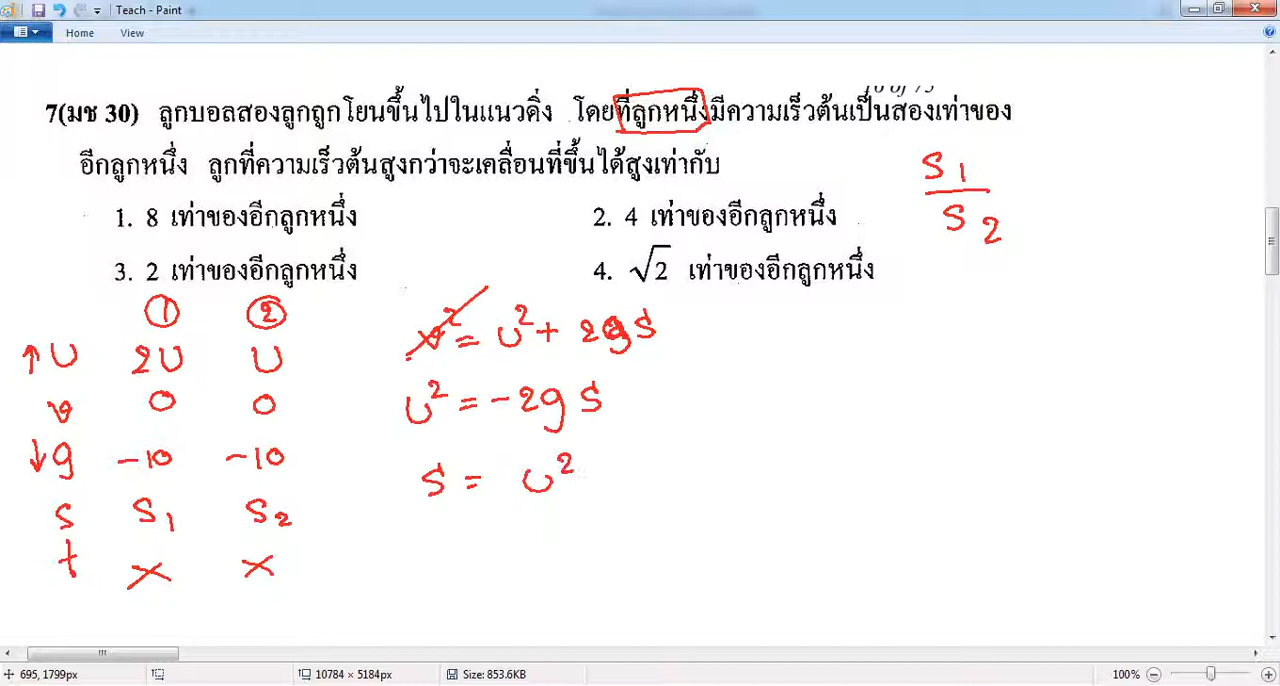 Teach - Paint
Home View
7(มช 30) ลูกบอลสองลูกถูกโยนขึ้นไปในแนวดิ่ง โดยที่ลูกหนึ่งมีความเร็วต้นเป็นสองเท่าของ
อีกลูกหนึ่ง ลูกที่ความเร็วต้นสูงกว่าจะเคลื่อนที่ขึ้นได้สูงเท่ากับ
1. 8 เท่าของอีกลูกหนึ่ง 2. 4 เท่าของอีกลูกหนึ่ง
3. 2 เท่าของอีกลูกหนึ่ง 4. √2 เท่าของอีกลูกหนึ่ง
S1
S2
① ②
↑ U 2U U
v 0 0
↓ g -10 -10
S S1 S2
t × ×
v² = u² + 2gs
u² = -2gs
s = u²
695, 1799px 10784 × 5184px Size: 853.6KB 100%